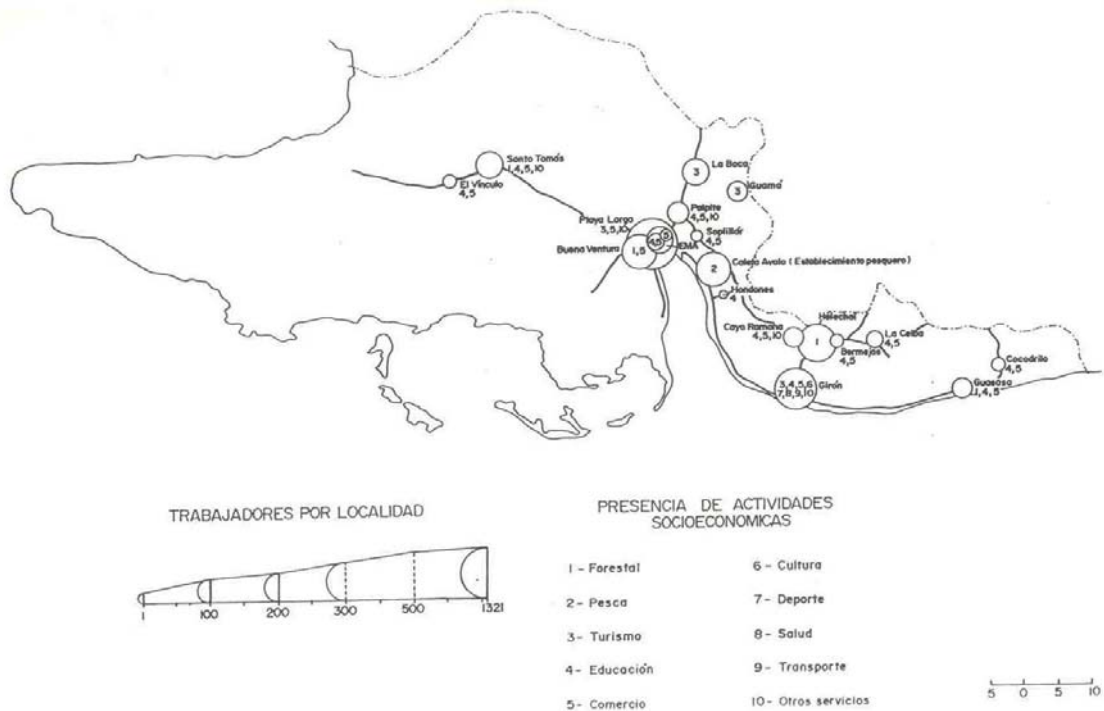 Santo Tomás
1,4,5,10
El Vínculo
4,5
La Boca
3
Guamá
3
Palpite
4,5,10
Playa Larga
3,5,10
Soplillar
4,5
5
4,5
EMA
Buena Ventura
1,5
Caleta Avalo (Establecimiento pesquero)
2
Hondones
4
Helechal
1
Cayo Ramona
4,5,10
La Ceiba
4,5
Bermejas
4,5
Cocodrilo
4,5
3,4,5,6
7,8,9,10
Girón
Guasasa
1,4,5
TRABAJADORES POR LOCALIDAD
1 100 200 300 500 1321
PRESENCIA DE ACTIVIDADES
SOCIOECONOMICAS
1 - Forestal
2 - Pesca
3 - Turismo
4 - Educación
5 - Comercio
6 - Cultura
7 - Deporte
8 - Salud
9 - Transporte
10 - Otros servicios
5 0 5 10